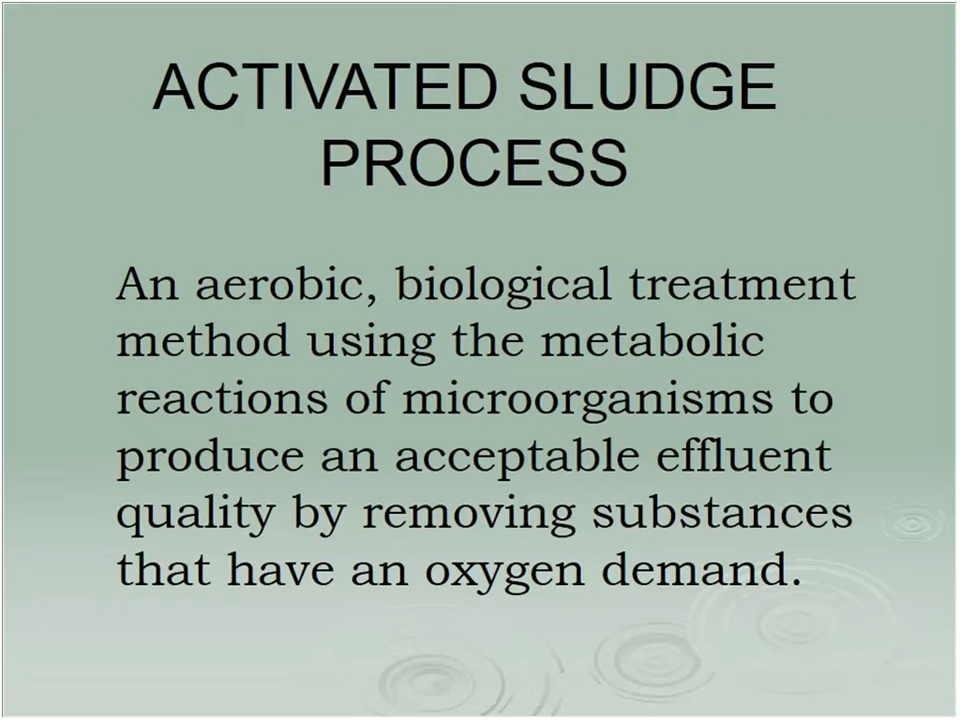 ACTIVATED SLUDGE
PROCESS
An aerobic, biological treatment
method using the metabolic
reactions of microorganisms to
produce an acceptable effluent
quality by removing substances
that have an oxygen demand.